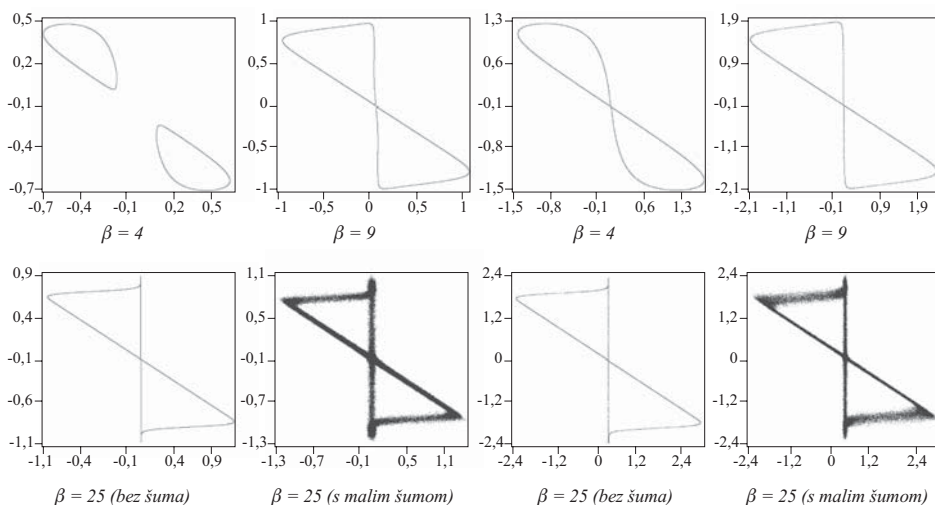 0,5
0,2
-0,1
-0,4
-0,7
-0,7 -0,4 -0,1 0,2 0,5
β = 4
1
0,5
0
-0,5
-1
-1 -0,5 0 0,5 1
β = 9
1,3
0,6
-0,1
-0,8
-1,5
-1,5 -0,8 -0,1 0,6 1,3
β = 4
1,9
0,9
-0,1
-1,1
-2,1
-2,1 -1,1 -0,1 0,9 1,9
β = 9
0,9
0,4
-0,1
-0,6
-1,1
-1,1 -0,6 -0,1 0,4 0,9
β = 25 (bez šuma)
1,1
0,5
-0,1
-0,7
-1,3
-1,3 -0,7 -0,1 0,5 1,1
β = 25 (s malim šumom)
2,4
1,2
0
-1,2
-2,4
-2,4 -1,2 0 1,2 2,4
β = 25 (bez šuma)
2,4
1,2
0
-1,2
-2,4
-2,4 -1,2 0 1,2 2,4
β = 25 (s malim šumom)